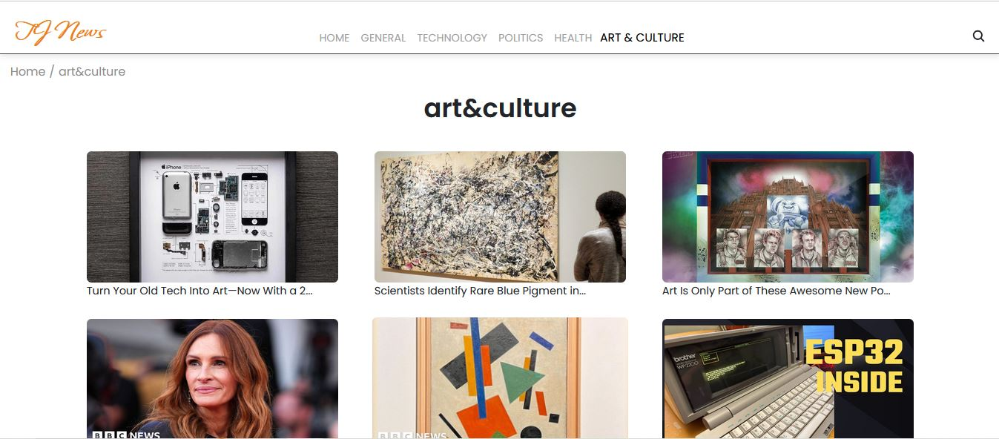 TJ News
HOME GENERAL TECHNOLOGY POLITICS HEALTH ART & CULTURE
Home / art&culture
art&culture
iPhone
Turn Your Old Tech Into Art—Now With a 2...
Scientists Identify Rare Blue Pigment in...
Art Is Only Part of These Awesome New Po...
BBC NEWS
BBC NEWS
brother
WP-2200
ESP32
INSIDE